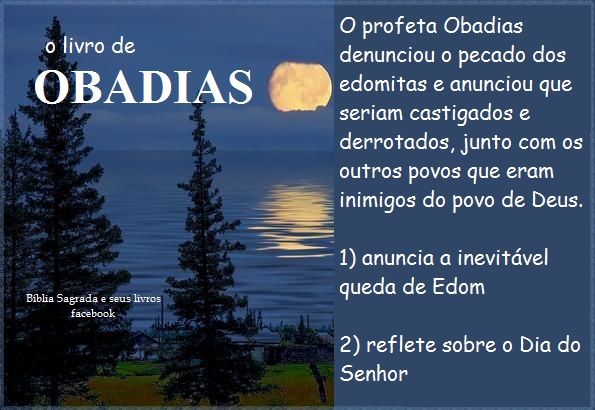 o livro de
OBADIAS
Bíblia Sagrada e seus livros
facebook
O profeta Obadias
denunciou o pecado dos
edomitas e anunciou que
seriam castigados e
derrotados, junto com os
outros povos que eram
inimigos do povo de Deus.
1) anuncia a inevitável
queda de Edom
2) reflete sobre o Dia do
Senhor